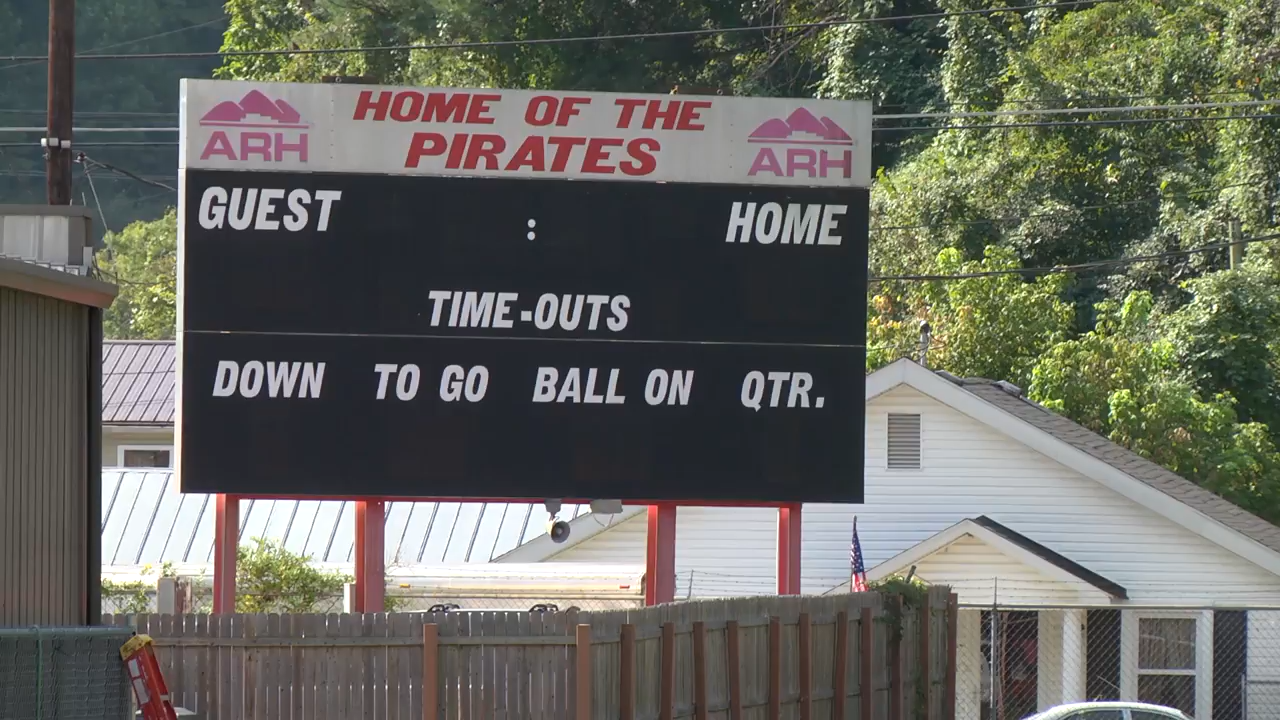 ARH HOME OF THE ARH
PIRATES
GUEST : HOME
TIME-OUTS
DOWN TO GO BALL ON QTR.